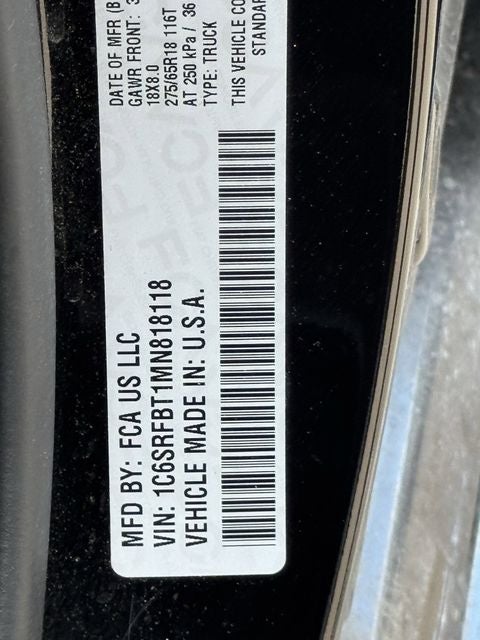 MFD BY: FCA US LLC
VIN: 1C6SRFBT1MN818118
VEHICLE MADE IN: U.S.A.
DATE OF MFR (B
GAWR FRONT: 3
18X8.0
275/65R18 116T
AT 250 kPa / 36
TYPE: TRUCK
THIS VEHICLE CO
STANDAR